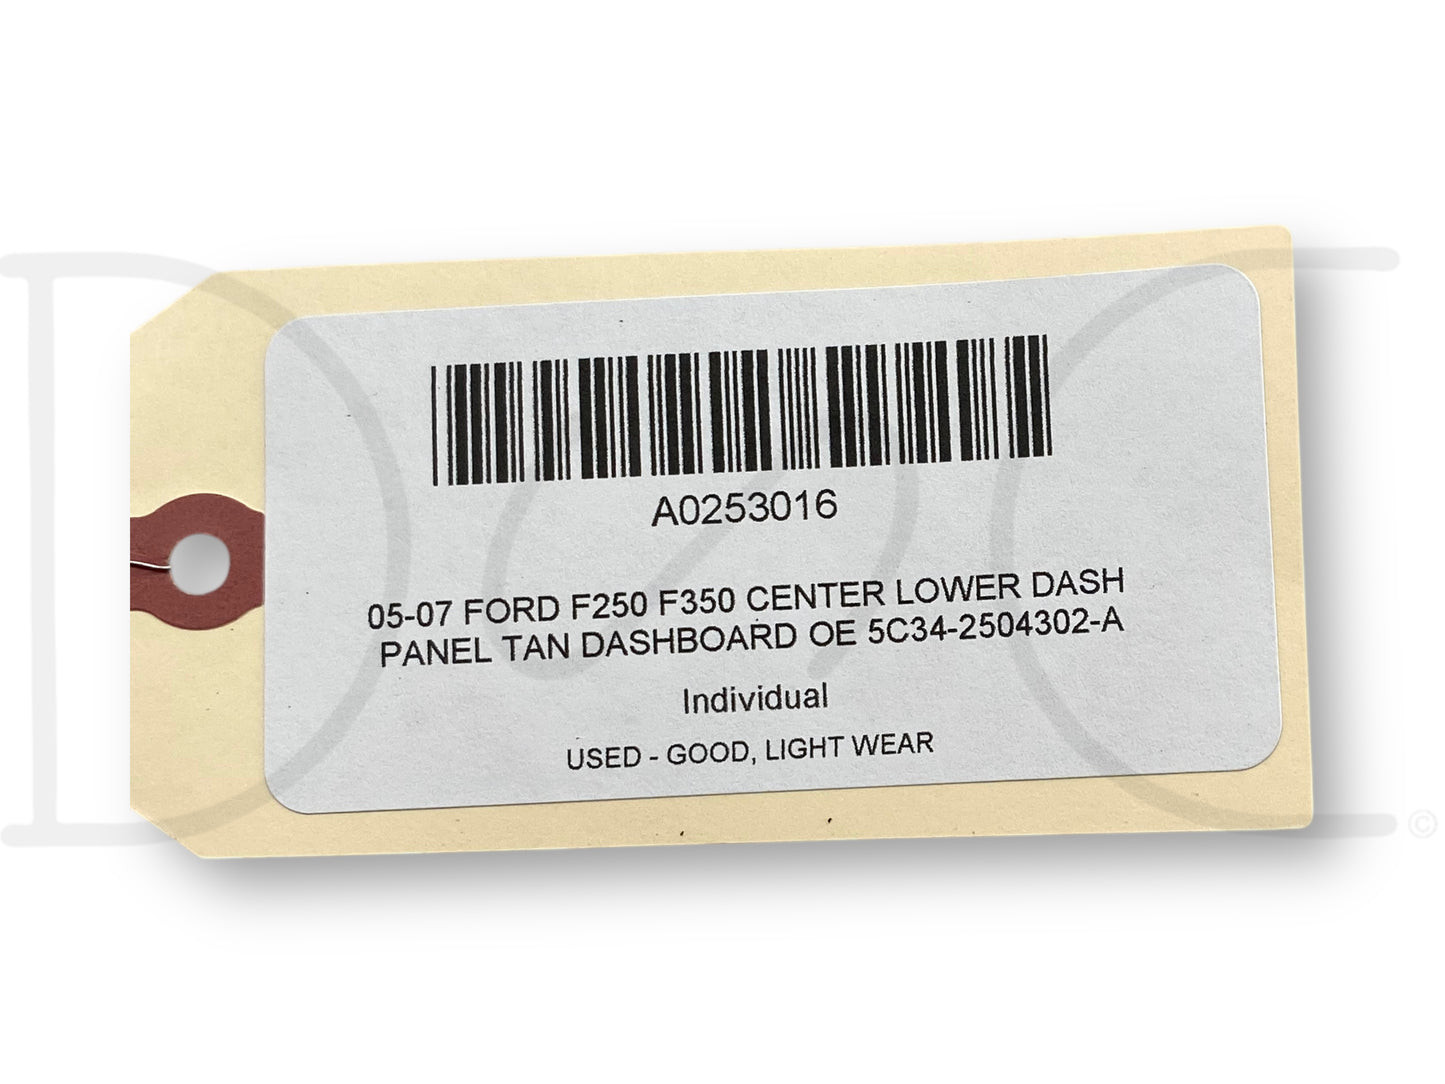 A0253016
05-07 FORD F250 F350 CENTER LOWER DASH
PANEL TAN DASHBOARD OE 5C34-2504302-A
Individual
USED - GOOD, LIGHT WEAR
©